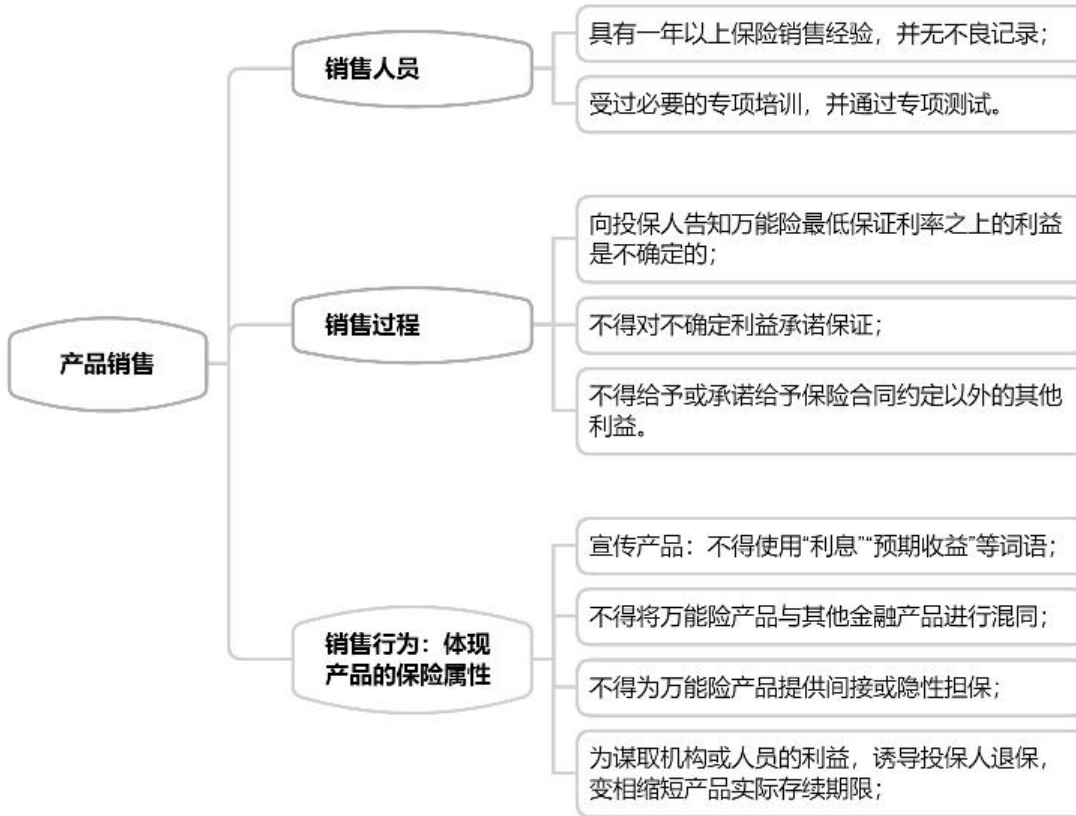 产品销售
销售人员
具有一年以上保险销售经验，并无不良记录；
受过必要的专项培训，并通过专项测试。
销售过程
向投保人告知万能险最低保证利率之上的利益
是不确定的；
不得对不确定利益承诺保证；
不得给予或承诺给予保险合同约定以外的其他
利益。
销售行为：体现
产品的保险属性
宣传产品：不得使用“利息”“预期收益”等词语；
不得将万能险产品与其他金融产品进行混同；
不得为万能险产品提供间接或隐性担保；
为谋取机构或人员的利益，诱导投保人退保，
变相缩短产品实际存续期限；